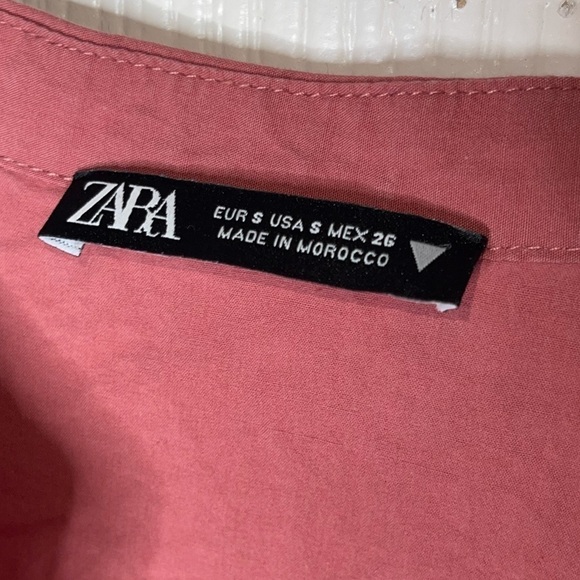 ZARA
EUR S USA S MEX 26
MADE IN MOROCCO